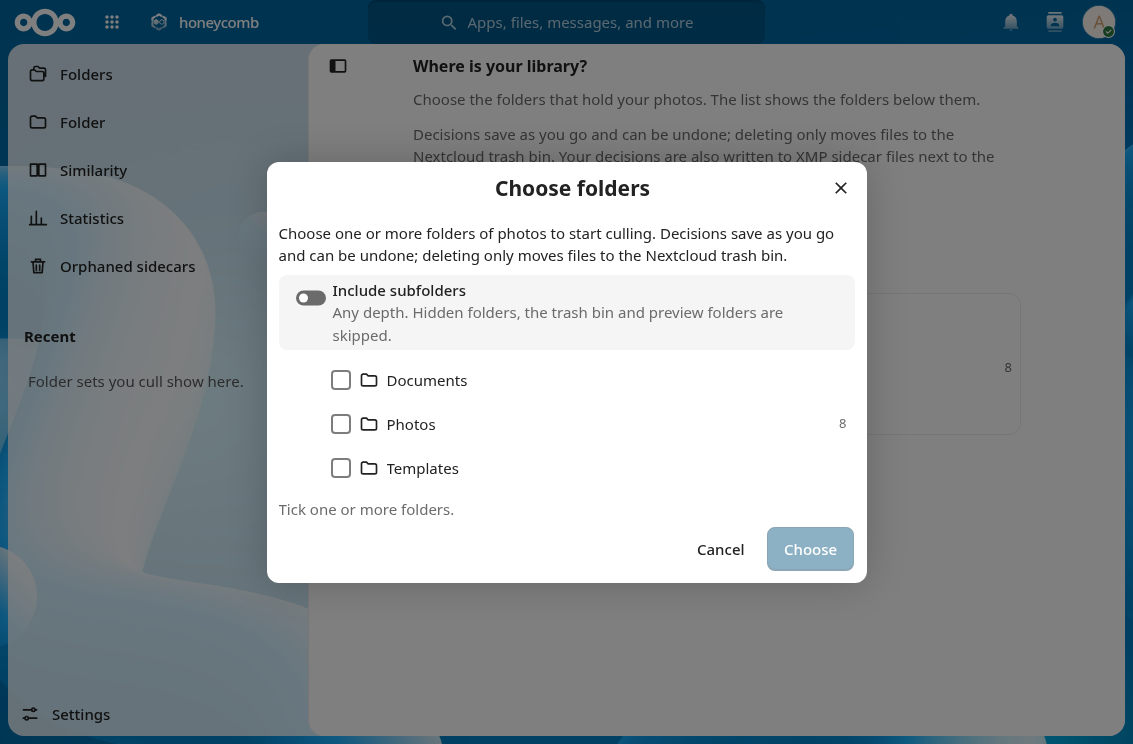 honeycomb
Apps, files, messages, and more
A
Folders
Folder
Similarity
Statistics
Orphaned sidecars
Recent
Folder sets you cull show here.
Settings
Where is your library?
Choose the folders that hold your photos. The list shows the folders below them.
Decisions save as you go and can be undone; deleting only moves files to the
Nextcloud trash bin. Your decisions are also written to XMP sidecar files next to the
8
Choose folders
Choose one or more folders of photos to start culling. Decisions save as you go
and can be undone; deleting only moves files to the Nextcloud trash bin.
Include subfolders
Any depth. Hidden folders, the trash bin and preview folders are
skipped.
Documents
Photos 8
Templates
Tick one or more folders.
Cancel Choose